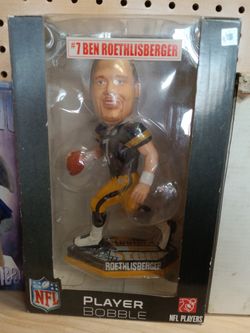 #7 BEN ROETHLISBERGER
ROETHLISBERGER
NFL
PLAYER
BOBBLE
NFL PLAYERS